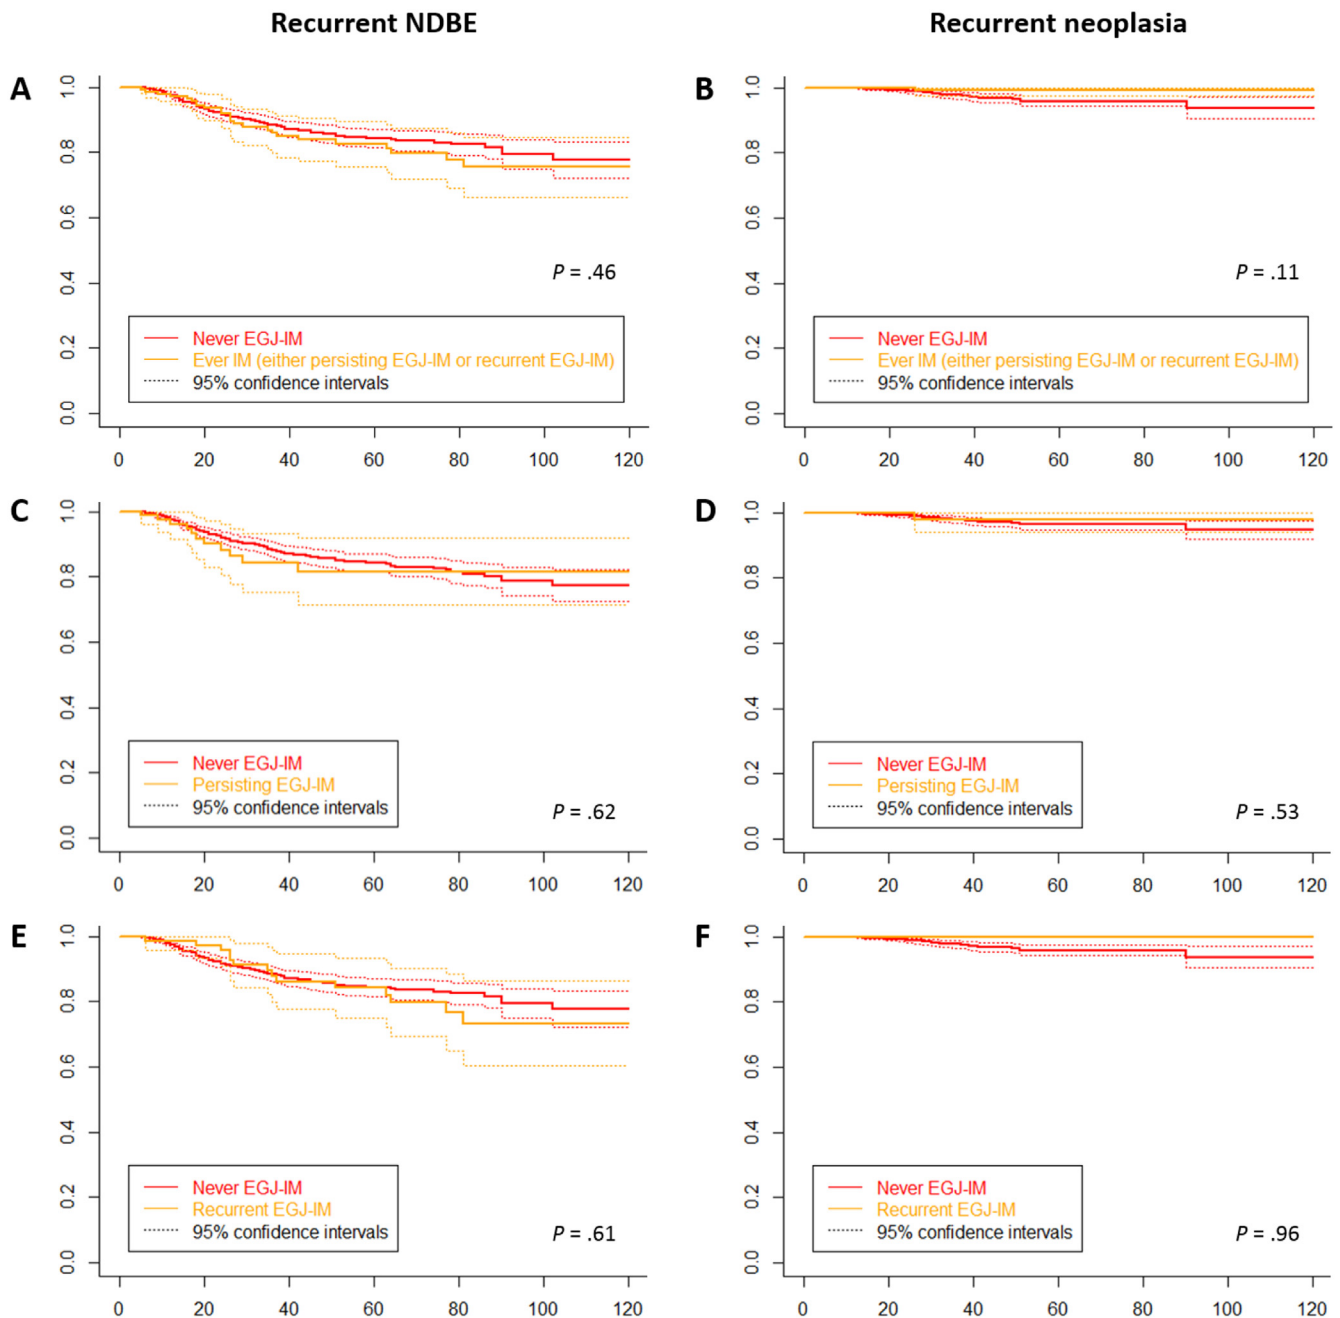 Recurrent NDBE
Recurrent neoplasia
A
1.0
0.8
0.6
0.4
0.2
0.0
P = .46
Never EGJ-IM
Ever IM (either persisting EGJ-IM or recurrent EGJ-IM)
95% confidence intervals
0 20 40 60 80 100 120
B
1.0
0.8
0.6
0.4
0.2
0.0
P = .11
Never EGJ-IM
Ever IM (either persisting EGJ-IM or recurrent EGJ-IM)
95% confidence intervals
0 20 40 60 80 100 120
C
1.0
0.8
0.6
0.4
0.2
0.0
Never EGJ-IM
Persisting EGJ-IM
95% confidence intervals
P = .62
0 20 40 60 80 100 120
D
1.0
0.8
0.6
0.4
0.2
0.0
Never EGJ-IM
Persisting EGJ-IM
95% confidence intervals
P = .53
0 20 40 60 80 100 120
E
1.0
0.8
0.6
0.4
0.2
0.0
Never EGJ-IM
Recurrent EGJ-IM
95% confidence intervals
P = .61
0 20 40 60 80 100 120
F
1.0
0.8
0.6
0.4
0.2
0.0
Never EGJ-IM
Recurrent EGJ-IM
95% confidence intervals
P = .96
0 20 40 60 80 100 120